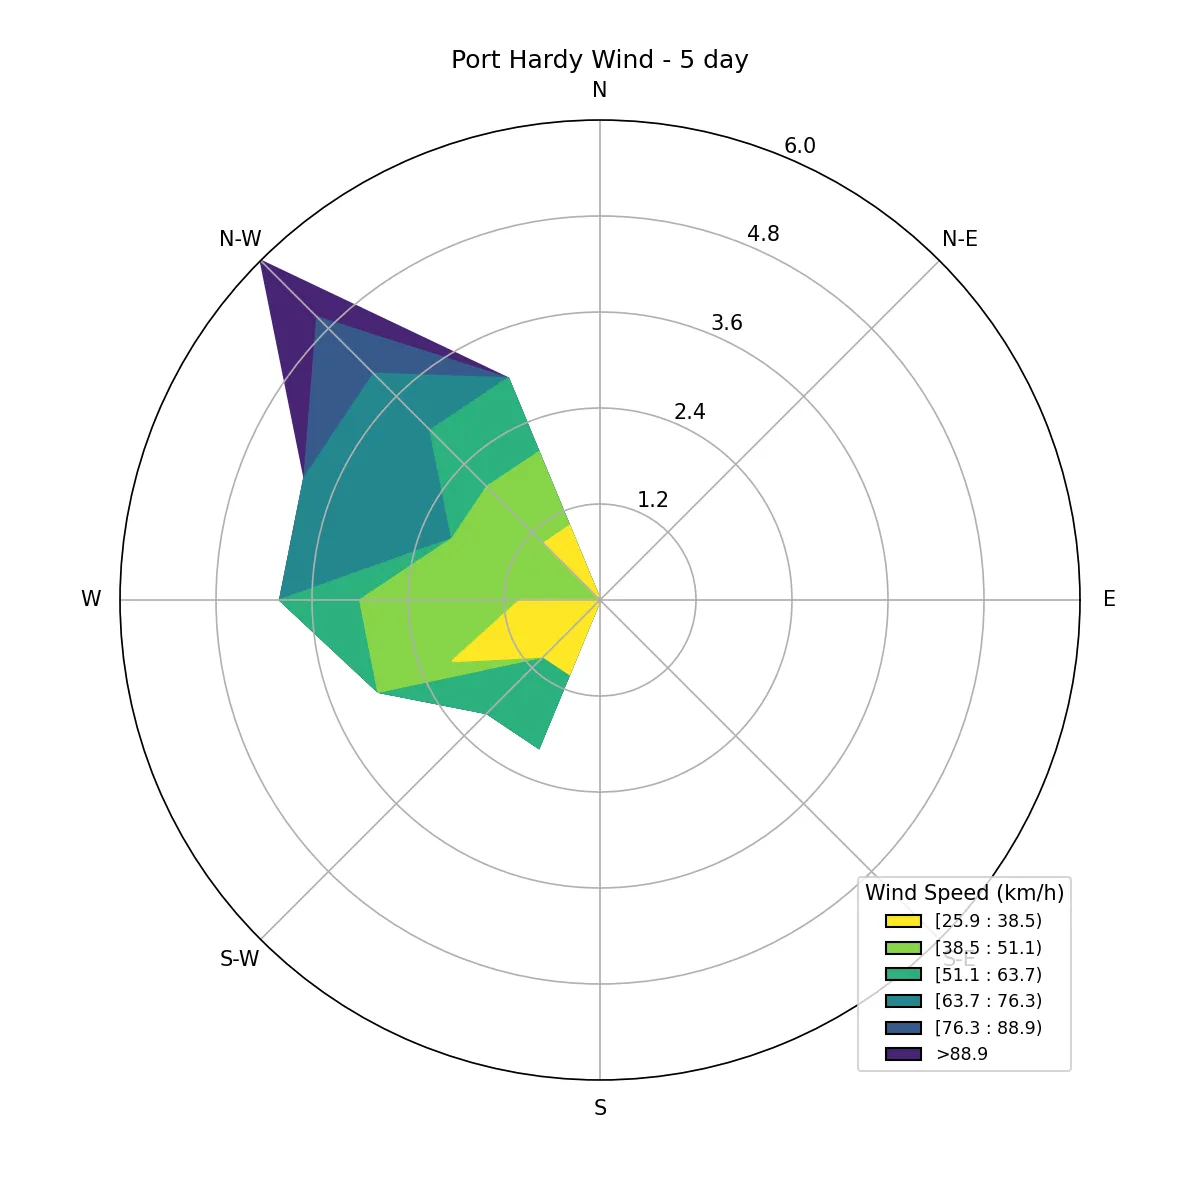 Port Hardy Wind - 5 day
N
6.0
N-W
N-E
4.8
3.6
2.4
1.2
W
E
Wind Speed (km/h)
[25.9 : 38.5)
[38.5 : 51.1)
S-W
S-E
[51.1 : 63.7)
[63.7 : 76.3)
[76.3 : 88.9)
>88.9
S